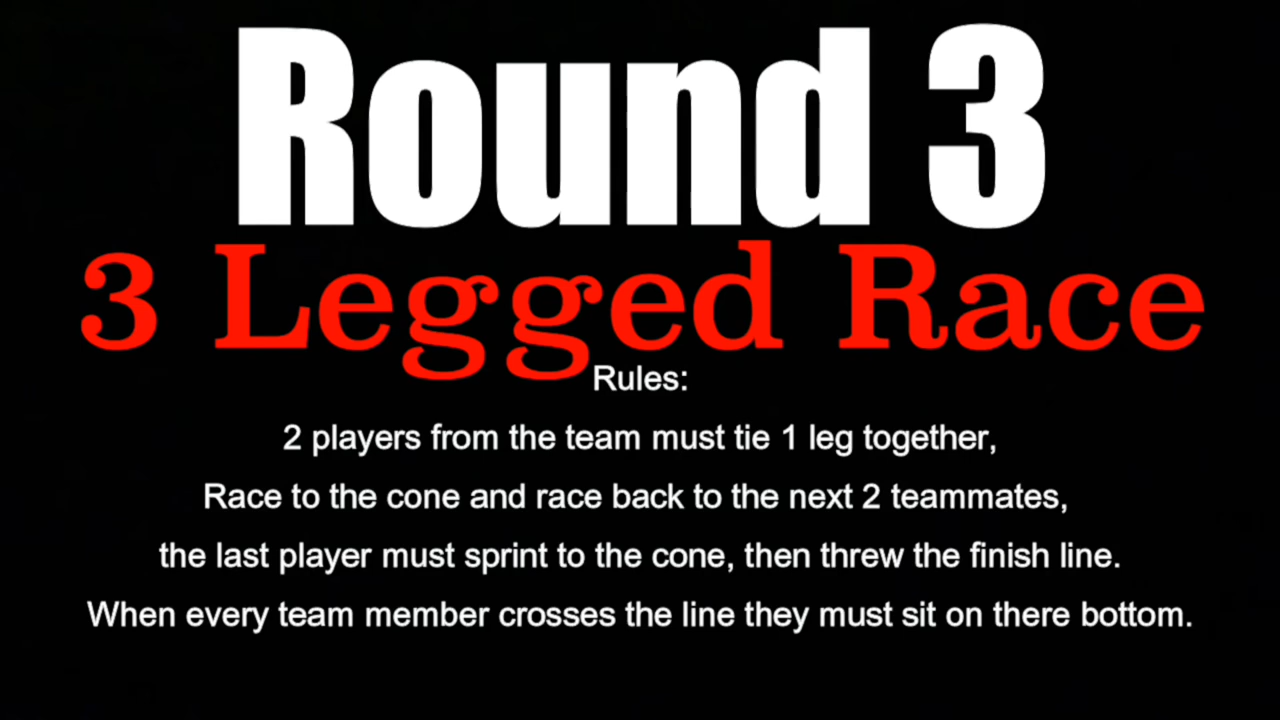 Round 3
3 Legged Race
Rules:
2 players from the team must tie 1 leg together,
Race to the cone and race back to the next 2 teammates,
the last player must sprint to the cone, then threw the finish line.
When every team member crosses the line they must sit on there bottom.